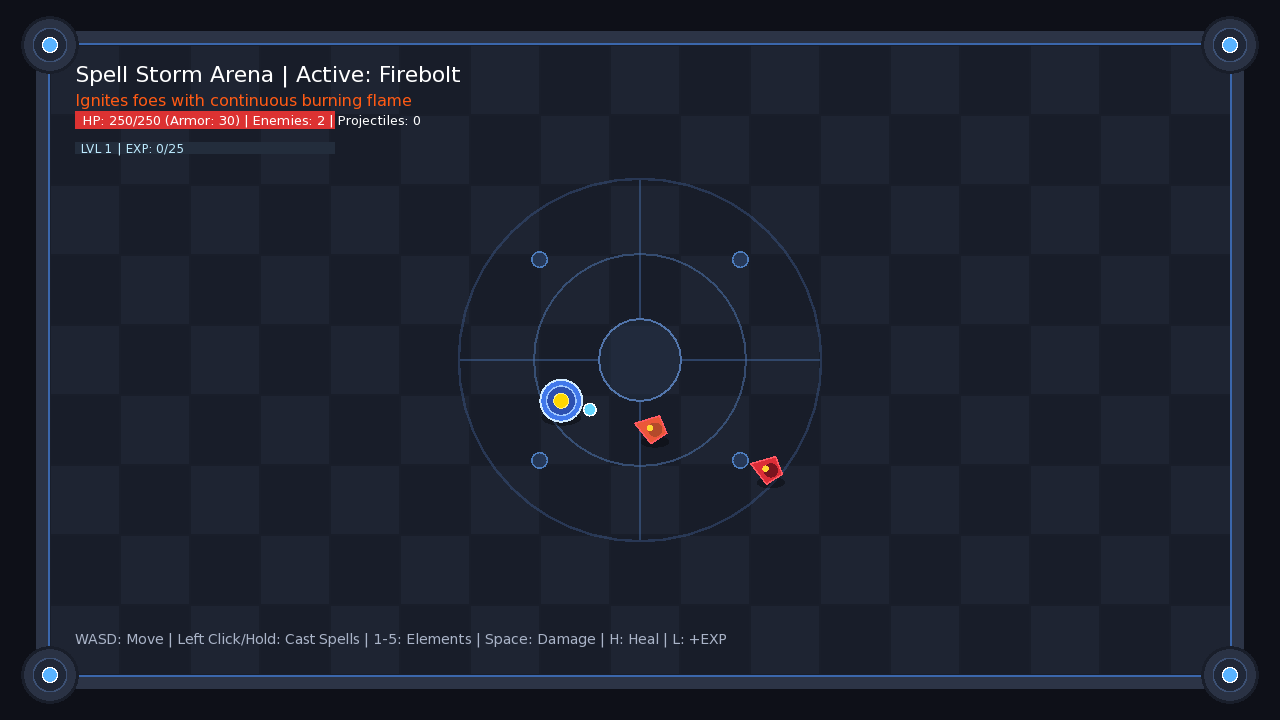 Spell Storm Arena | Active: Firebolt
Ignites foes with continuous burning flame
HP: 250/250 (Armor: 30) | Enemies: 2 | Projectiles: 0
LVL 1 | EXP: 0/25
WASD: Move | Left Click/Hold: Cast Spells | 1-5: Elements | Space: Damage | H: Heal | L: +EXP